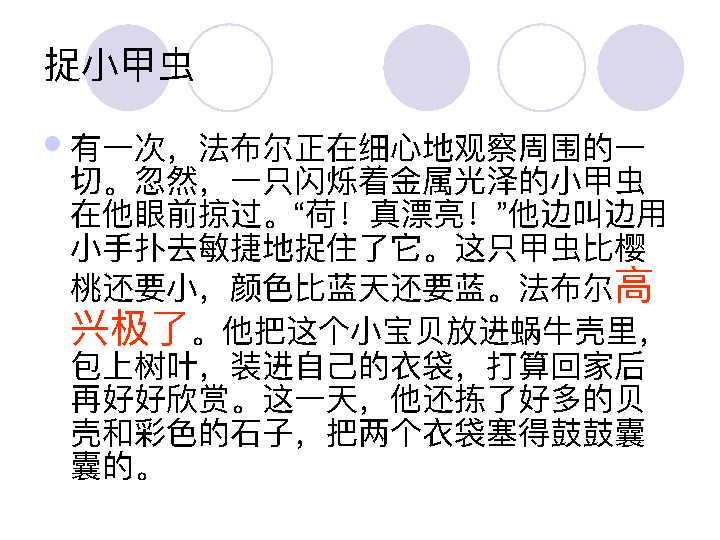 捉小甲虫
有一次，法布尔正在细心地观察周围的一
切。忽然，一只闪烁着金属光泽的小甲虫
在他眼前掠过。“荷！真漂亮！”他边叫边用
小手扑去敏捷地捉住了它。这只甲虫比樱
桃还要小，颜色比蓝天还要蓝。法布尔高
兴极了。他把这个小宝贝放进蜗牛壳里，
包上树叶，装进自己的衣袋，打算回家后
再好好欣赏。这一天，他还拣了好多的贝
壳和彩色的石子，把两个衣袋塞得鼓鼓囊
囊的。